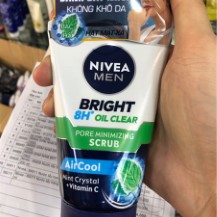 KHÔNG KHÔ DA
NIVEA
MEN
BRIGHT
8H* OIL CLEAR
PORE MINIMIZING
SCRUB
AirCool
Mint Crystal
+Vitamin C